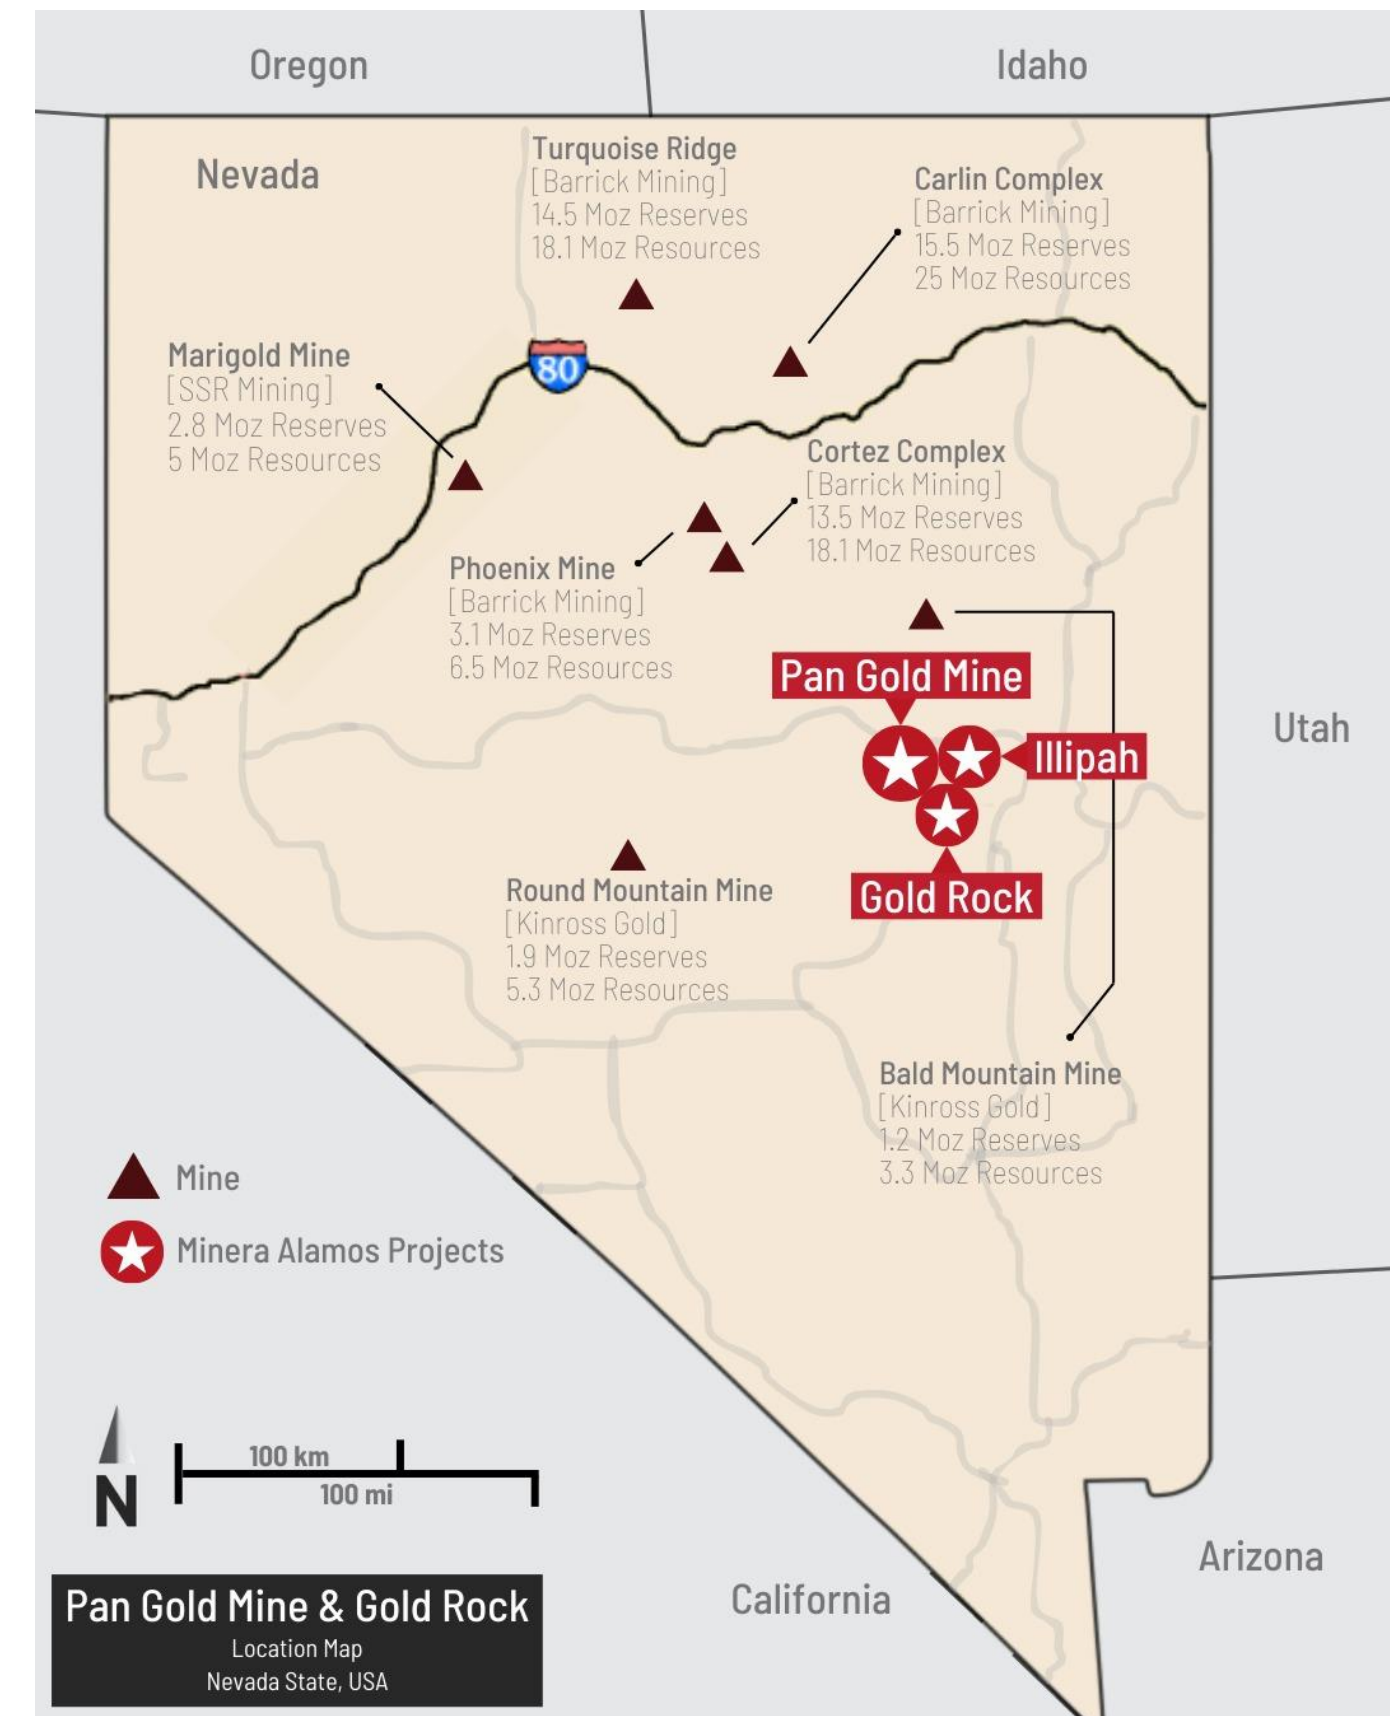 Oregon
Idaho
Nevada
Turquoise Ridge
[Barrick Mining]
14.5 Moz Reserves
18.1 Moz Resources
Carlin Complex
[Barrick Mining]
15.5 Moz Reserves
25 Moz Resources
Marigold Mine
[SSR Mining]
2.8 Moz Reserves
5 Moz Resources
80
Cortez Complex
[Barrick Mining]
13.5 Moz Reserves
18.1 Moz Resources
Phoenix Mine
[Barrick Mining]
3.1 Moz Reserves
6.5 Moz Resources
Pan Gold Mine
Illipah
Utah
Gold Rock
Round Mountain Mine
[Kinross Gold]
1.9 Moz Reserves
5.3 Moz Resources
Bald Mountain Mine
[Kinross Gold]
1.2 Moz Reserves
3.3 Moz Resources
Mine
Minera Alamos Projects
100 km
100 mi
N
Arizona
California
Pan Gold Mine & Gold Rock
Location Map
Nevada State, USA